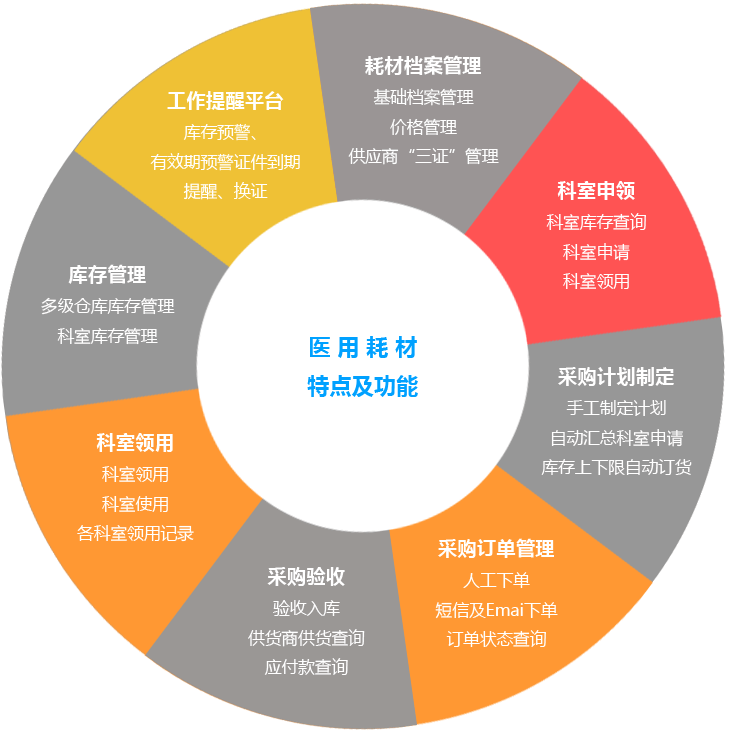 医用耗材
特点及功能
耗材档案管理
基础档案管理
价格管理
供应商“三证”管理
科室申领
科室库存查询
科室申请
科室领用
采购计划制定
手工制定计划
自动汇总科室申请
库存上下限自动订货
采购订单管理
人工下单
短信及Emai下单
订单状态查询
采购验收
验收入库
供货商供货查询
应付款查询
科室领用
科室领用
科室使用
各科室领用记录
库存管理
多级仓库库存管理
科室库存管理
工作提醒平台
库存预警、
有效期预警证件到期
提醒、换证